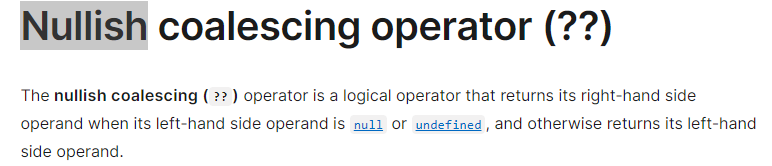 Nullish coalescing operator (??)
The nullish coalescing (??) operator is a logical operator that returns its right-hand side
operand when its left-hand side operand is null or undefined, and otherwise returns its left-hand
side operand.